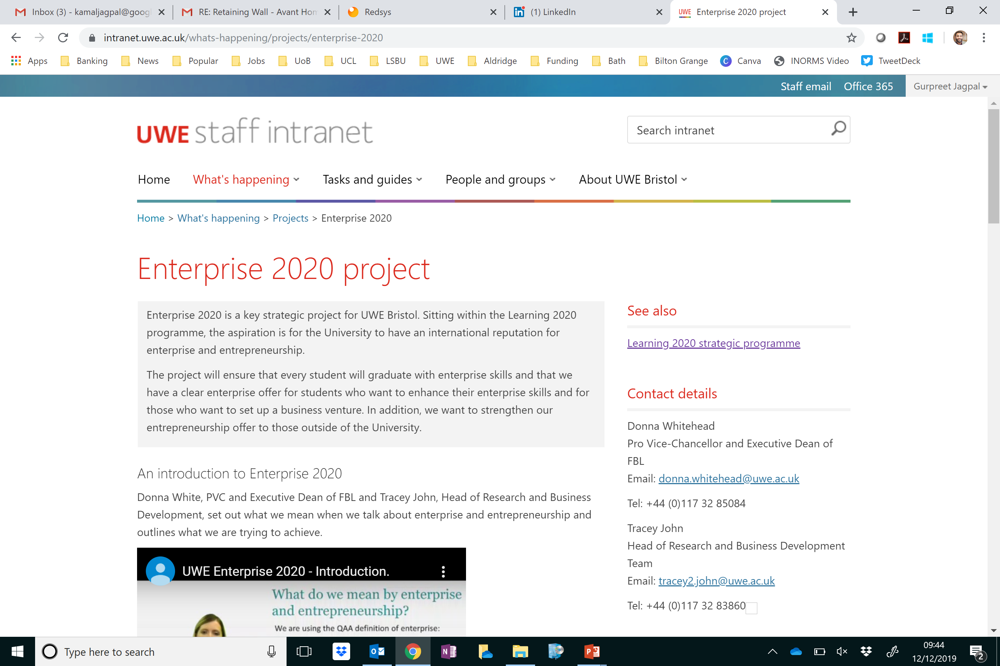 Inbox (3) - kamaljagpal@goog
RE: Retaining Wall - Avant Hom
Redsys
(1) LinkedIn
UWE Enterprise 2020 project
intranet.uwe.ac.uk/whats-happening/projects/enterprise-2020
Apps Banking News Popular Jobs UoB UCL LSBU UWE Aldridge Funding Bath Bilton Grange Canva INORMS Video TweetDeck
Staff email Office 365 Gurpreet Jagpal
UWE staff intranet
Search intranet
Home What's happening Tasks and guides People and groups About UWE Bristol
Home > What's happening > Projects > Enterprise 2020
Enterprise 2020 project
Enterprise 2020 is a key strategic project for UWE Bristol. Sitting within the Learning 2020
programme, the aspiration is for the University to have an international reputation for
enterprise and entrepreneurship.
The project will ensure that every student will graduate with enterprise skills and that we
have a clear enterprise offer for students who want to enhance their enterprise skills and for
those who want to set up a business venture. In addition, we want to strengthen our
entrepreneurship offer to those outside of the University.
An introduction to Enterprise 2020
Donna White, PVC and Executive Dean of FBL and Tracey John, Head of Research and Business
Development, set out what we mean when we talk about enterprise and entrepreneurship and
outlines what we are trying to achieve.
UWE Enterprise 2020 - Introduction.
What do we mean by enterprise
and entrepreneurship?
We are using the QAA definition of enterprise:
See also
Learning 2020 strategic programme
Contact details
Donna Whitehead
Pro Vice-Chancellor and Executive Dean of
FBL
Email: donna.whitehead@uwe.ac.uk
Tel: +44 (0)117 32 85084
Tracey John
Head of Research and Business Development
Team
Email: tracey2.john@uwe.ac.uk
Tel: +44 (0)117 32 83860
Type here to search
09:44
12/12/2019
2